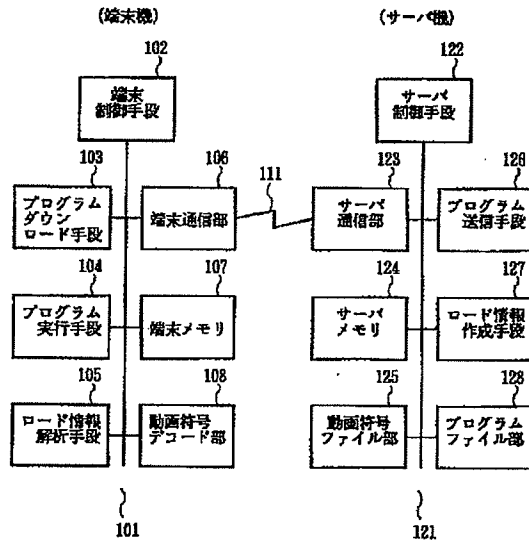 (端末機)
(サーバ機)
102
122
端末
制御手段
サーバ
制御手段
103
106
111
123
126
プログラム
ダウン
ロード手段
端末通信部
サーバ
通信部
プログラム
送信手段
104
107
124
127
プログラム
実行手段
端末メモリ
サーバ
メモリ
ロード情報
作成手段
105
108
125
128
ロード情報
解析手段
動画符号
デコード部
動画符号
ファイル部
プログラム
ファイル部
101
121